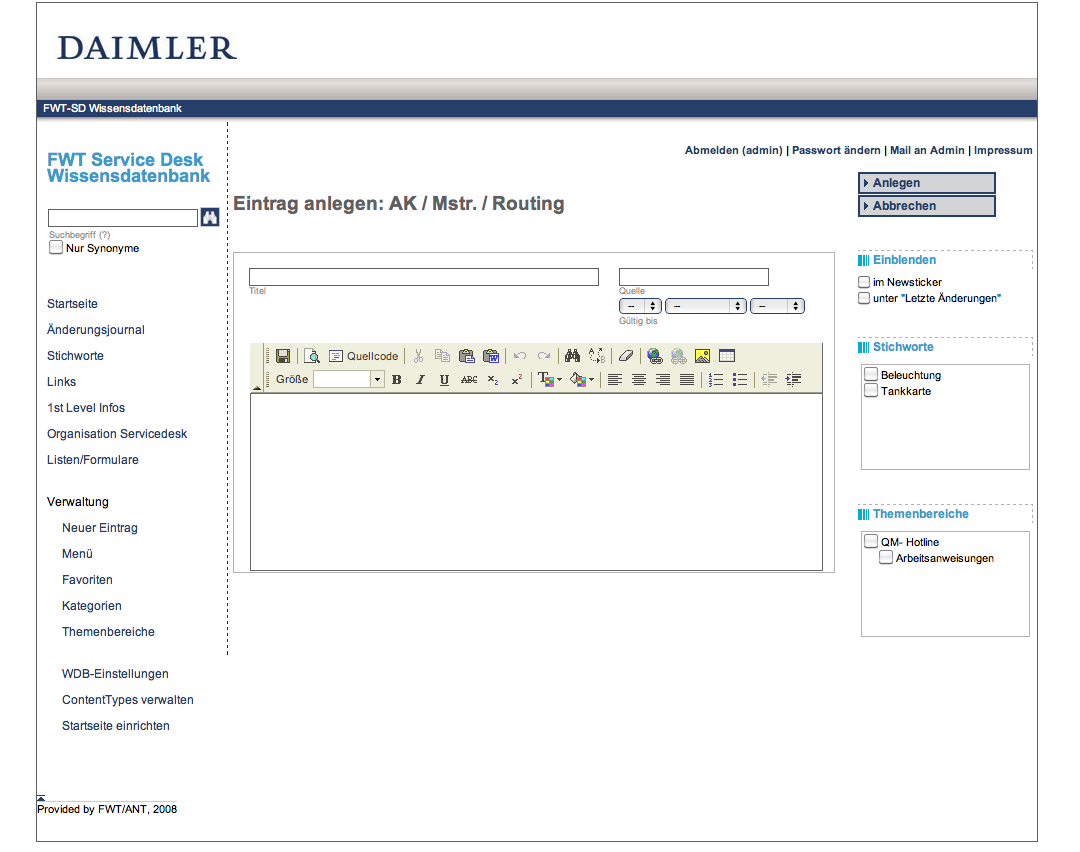 DAIMLER
FWT-SD Wissensdatenbank
Abmelden (admin) | Passwort ändern | Mail an Admin | Impressum
FWT Service Desk
Wissensdatenbank
Suchbegriff (?)
Nur Synonyme
Startseite
Änderungsjournal
Stichworte
Links
1st Level Infos
Organisation Servicedesk
Listen/Formulare
Verwaltung
Neuer Eintrag
Menü
Favoriten
Kategorien
Themenbereiche
WDB-Einstellungen
ContentTypes verwalten
Startseite einrichten
Eintrag anlegen: AK / Mstr. / Routing
Titel
Quelle
-- -- --
Gültig bis
Quellcode
Größe B I U ABC x2 x2
Anlegen
Abbrechen
Einblenden
im Newsticker
unter "Letzte Änderungen"
Stichworte
Beleuchtung
Tankkarte
Themenbereiche
QM- Hotline
Arbeitsanweisungen
Provided by FWT/ANT, 2008